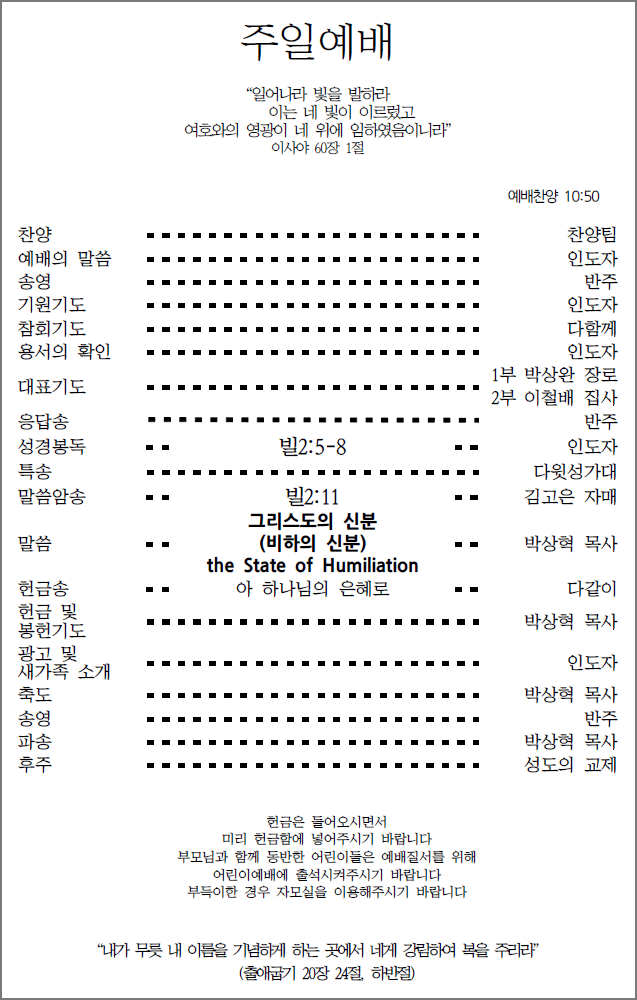 주일예배
“일어나라 빛을 발하라
이는 네 빛이 이르렀고
여호와의 영광이 네 위에 임하였음이니라”
이사야 60장 1절
예배찬양 10:50
찬양 찬양팀
예배의 말씀 인도자
송영 반주
기원기도 인도자
참회기도 다함께
용서의 확인 인도자
대표기도 1부 박상완 장로
2부 이철배 집사
응답송 반주
성경봉독 빌2:5-8 인도자
특송 다윗성가대
말씀암송 빌2:11 김고은 자매
그리스도의 신분
말씀 (비하의 신분) 박상혁 목사
the State of Humiliation
헌금송 아 하나님의 은혜로 다같이
헌금 및
봉헌기도 박상혁 목사
광고 및
새가족 소개 인도자
축도 박상혁 목사
송영 반주
파송 박상혁 목사
후주 성도의 교제
헌금은 들어오시면서
미리 헌금함에 넣어주시기 바랍니다
부모님과 함께 동반한 어린이들은 예배질서를 위해
어린이예배에 출석시켜주시기 바랍니다
부득이한 경우 자모실을 이용해주시기 바랍니다
“내가 무릇 내 이름을 기념하게 하는 곳에서 네게 강림하여 복을 주리라”
(출애굽기 20장 24절, 하반절)